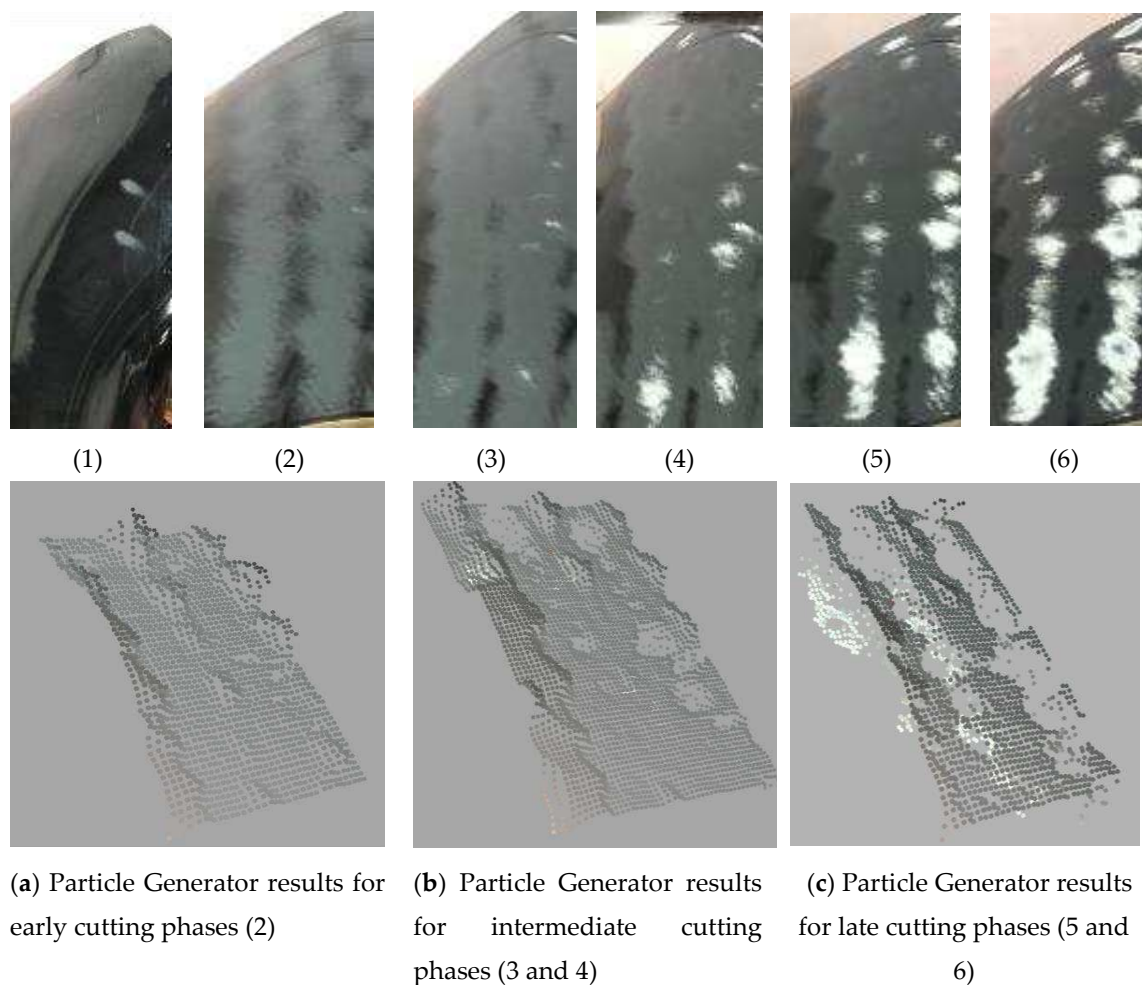 (1) (2) (3) (4) (5) (6)
(a) Particle Generator results for
early cutting phases (2)
(b) Particle Generator results
for intermediate cutting
phases (3 and 4)
(c) Particle Generator results
for late cutting phases (5 and
6)